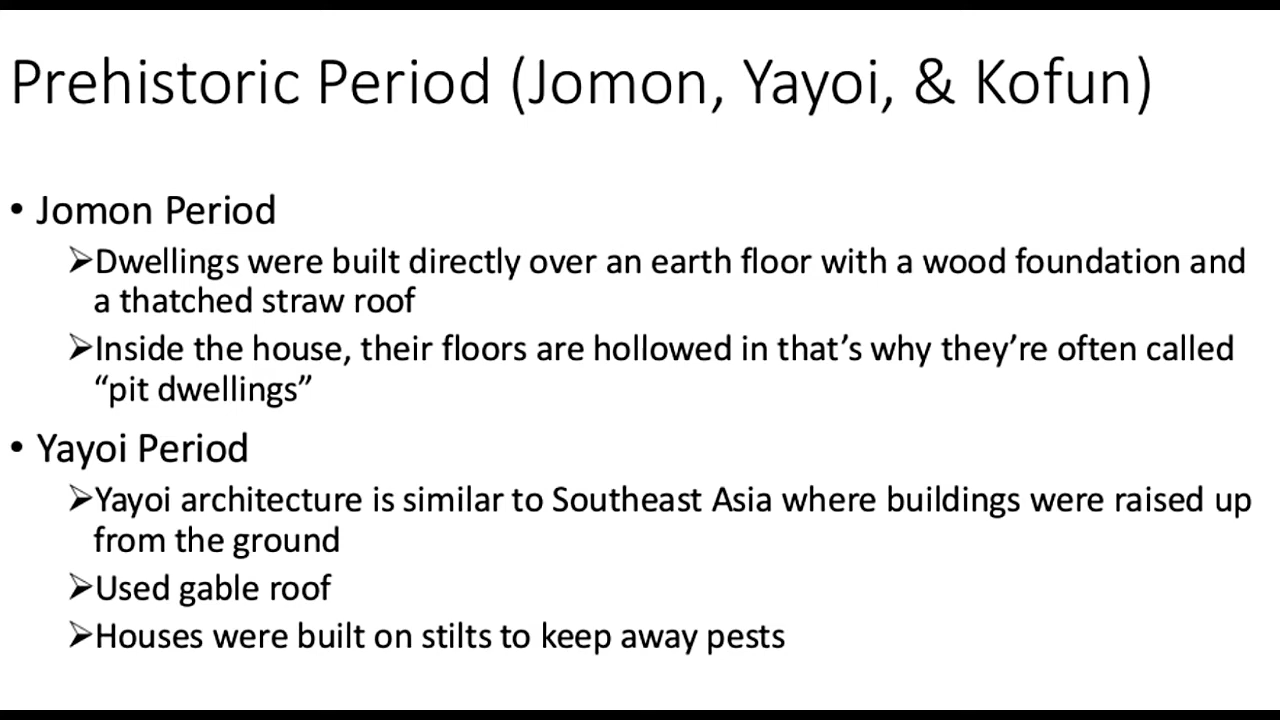 Prehistoric Period (Jomon, Yayoi, & Kofun)
• Jomon Period
➢Dwellings were built directly over an earth floor with a wood foundation and
a thatched straw roof
➢Inside the house, their floors are hollowed in that’s why they’re often called
“pit dwellings”
• Yayoi Period
➢Yayoi architecture is similar to Southeast Asia where buildings were raised up
from the ground
➢Used gable roof
➢Houses were built on stilts to keep away pests